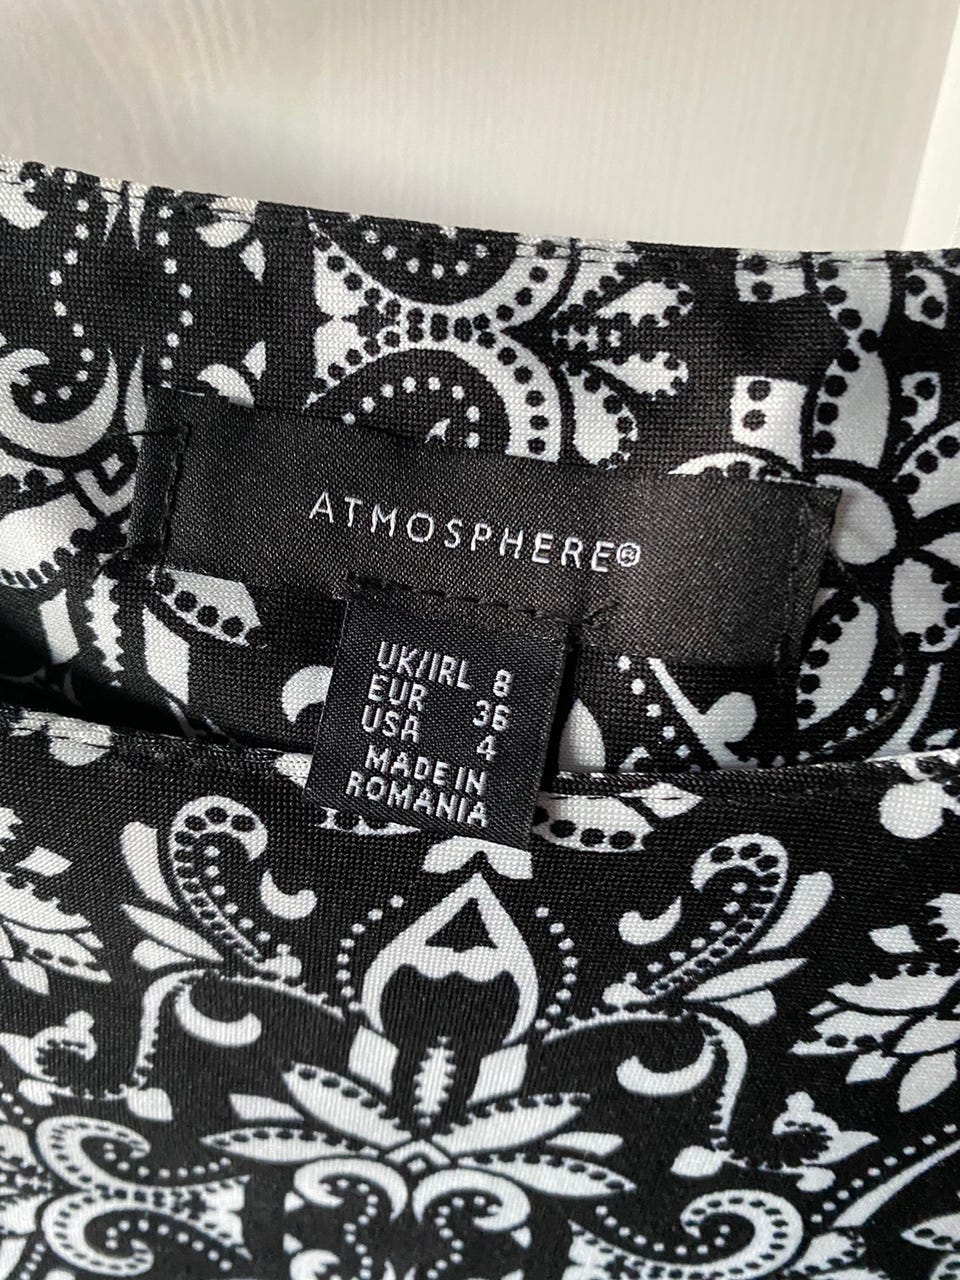 ATMOSPHERE®
UK/IRL 8
EUR 36
USA 4
MADE IN
ROMANIA